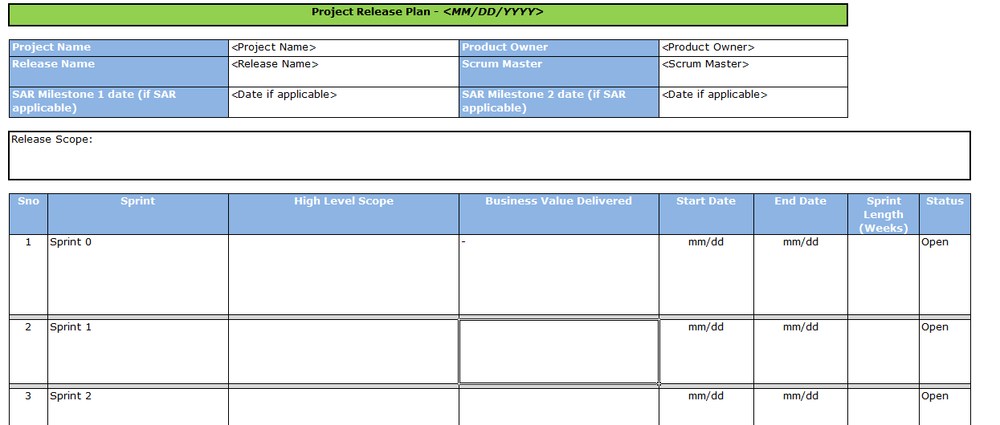 Project Release Plan - <MM/DD/YYYY>
Project Name <Project Name> Product Owner <Product Owner>
Release Name <Release Name> Scrum Master <Scrum Master>
SAR Milestone 1 date (if SAR applicable) <Date if applicable> SAR Milestone 2 date (if SAR applicable) <Date if applicable>
Release Scope:
Sno Sprint High Level Scope Business Value Delivered Start Date End Date Sprint Length (Weeks) Status
1 Sprint 0 - mm/dd mm/dd Open
2 Sprint 1 mm/dd mm/dd Open
3 Sprint 2 mm/dd mm/dd Open